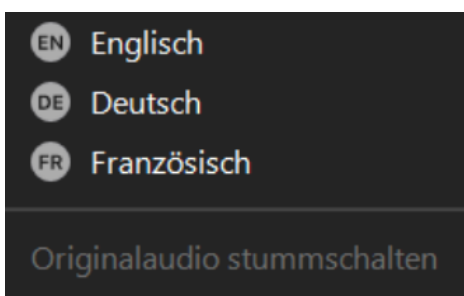 EN Englisch
DE Deutsch
FR Französisch
Originalaudio stummschalten